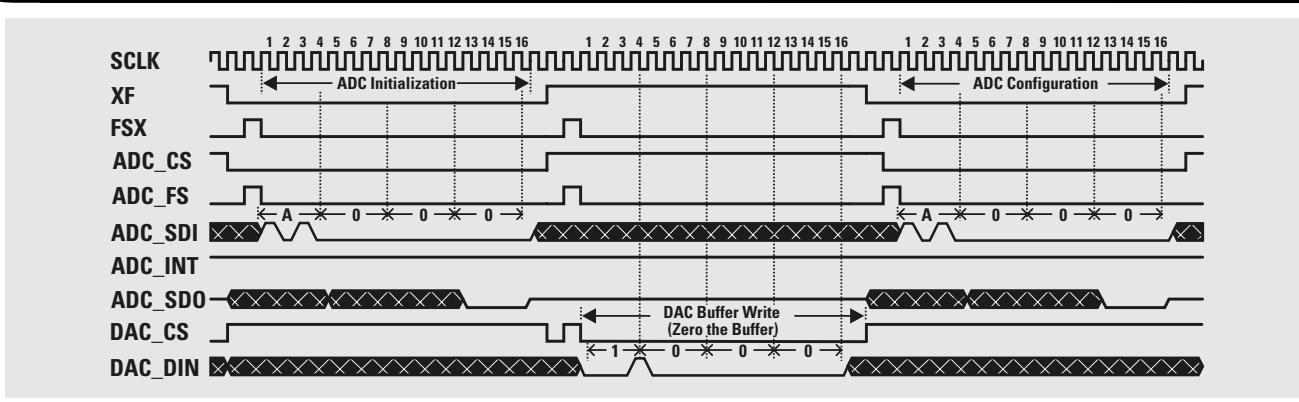 1 2 3 4 5 6 7 8 9 10 11 12 13 14 15 16 1 2 3 4 5 6 7 8 9 10 11 12 13 14 15 16 1 2 3 4 5 6 7 8 9 10 11 12 13 14 15 16
SCLK
ADC Initialization ADC Configuration
XF
FSX
ADC_CS
ADC_FS
A 0 0 0 A 0 0 0
ADC_SDI
ADC_INT
ADC_SDO
DAC Buffer Write
(Zero the Buffer)
DAC_CS
1 0 0 0
DAC_DIN